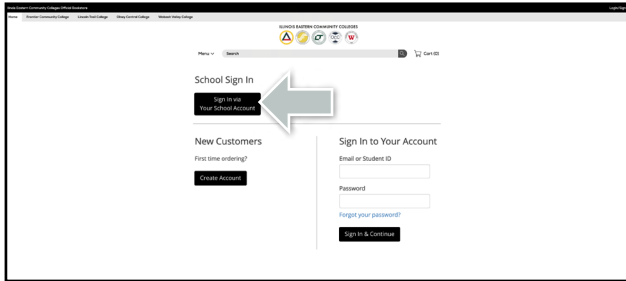 Illinois Eastern Community Colleges Official Bookstore
Login/Sign
Home Frontier Community College Lincoln Trail College Olney Central College Wabash Valley College
ILLINOIS EASTERN COMMUNITY COLLEGES
W
Menu Search Cart (0)
School Sign In
Sign In via
Your School Account
New Customers
First time ordering?
Create Account
Sign In to Your Account
Email or Student ID
Password
Forgot your password?
Sign In & Continue